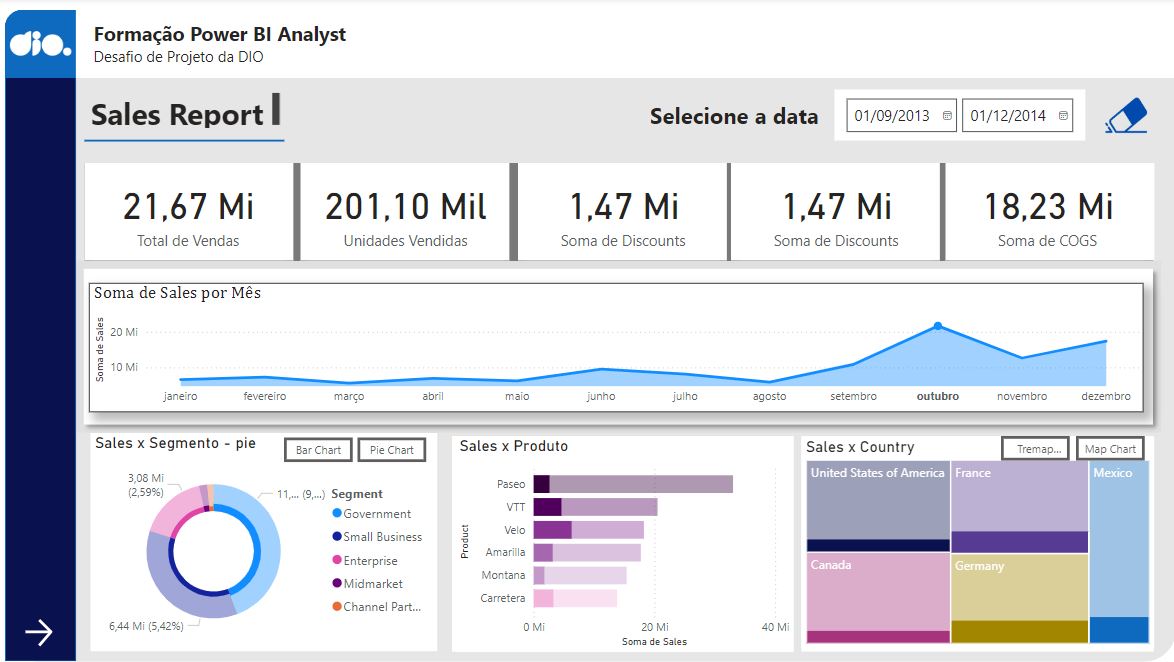 dio.
Formação Power BI Analyst
Desafio de Projeto da DIO
Sales Report
Selecione a data
01/09/2013
01/12/2014
21,67 Mi
Total de Vendas
201,10 Mil
Unidades Vendidas
1,47 Mi
Soma de Discounts
1,47 Mi
Soma de Discounts
18,23 Mi
Soma de COGS
Soma de Sales por Mês
Soma de Sales
20 Mi
10 Mi
janeiro fevereiro março abril maio junho julho agosto setembro outubro novembro dezembro
Sales x Segmento - pie
Bar Chart
Pie Chart
3,08 Mi
(2,59%)
11,... (9,...)
6,44 Mi (5,42%)
Segment
Government
Small Business
Enterprise
Midmarket
Channel Part...
Sales x Produto
Product
Paseo
VTT
Velo
Amarilla
Montana
Carretera
0 Mi 20 Mi 40 Mi
Soma de Sales
Sales x Country
Tremap...
Map Chart
United States of America
France
Mexico
Canada
Germany